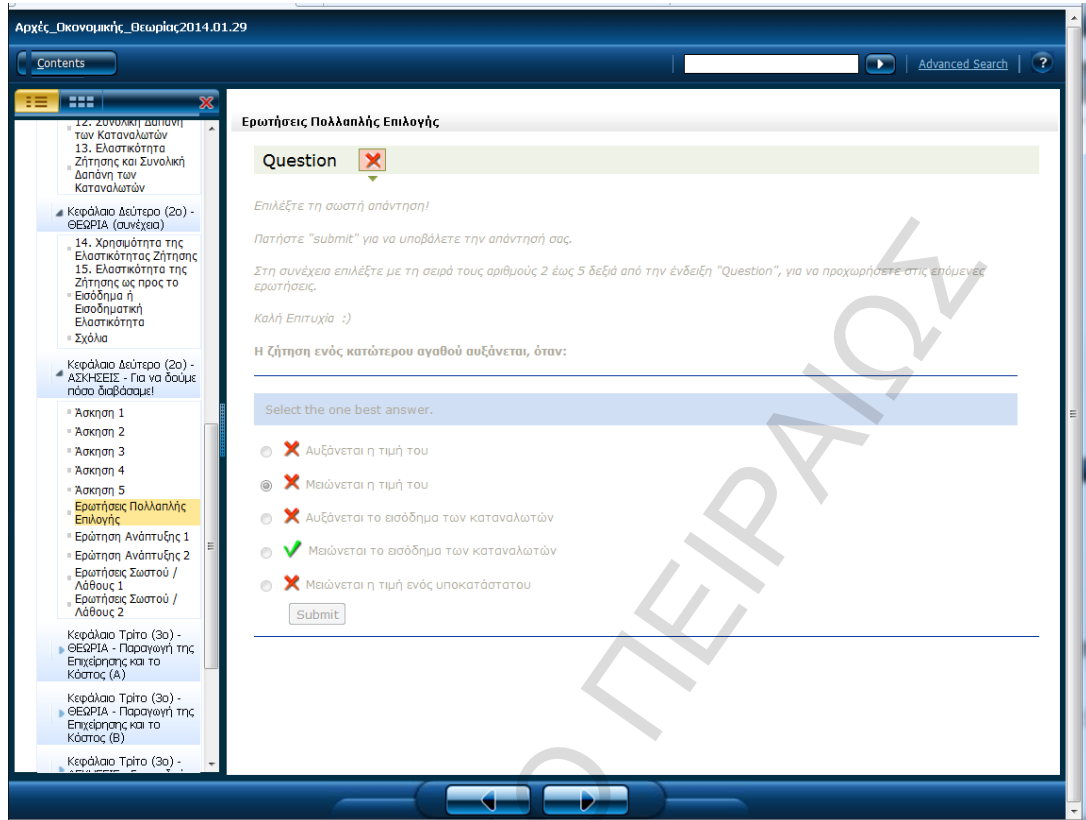 Αρχές_Οκονομικής_Θεωρίας2014.01.29
Contents
Advanced Search
?
12. Συνολική Δαπάνη
των Καταναλωτών
13. Ελαστικότητα
Ζήτησης και Συνολική
Δαπάνη των
Καταναλωτών
Κεφάλαιο Δεύτερο (2ο) -
ΘΕΩΡΙΑ (συνέχεια)
14. Χρησιμότητα της
Ελαστικότητας Ζήτησης
15. Ελαστικότητα της
Ζήτησης ως προς το
Εισόδημα ή
Εισοδηματική
Ελαστικότητα
Σχόλια
Κεφάλαιο Δεύτερο (2ο) -
ΑΣΚΗΣΕΙΣ - Για να δούμε
πόσο διαβάσαμε!
Άσκηση 1
Άσκηση 2
Άσκηση 3
Άσκηση 4
Άσκηση 5
Ερωτήσεις Πολλαπλής
Επιλογής
Ερώτηση Ανάπτυξης 1
Ερώτηση Ανάπτυξης 2
Ερωτήσεις Σωστού /
Λάθους 1
Ερωτήσεις Σωστού /
Λάθους 2
Κεφάλαιο Τρίτο (3ο) -
ΘΕΩΡΙΑ - Παραγωγή της
Επιχείρησης και το
Κόστος (Α)
Κεφάλαιο Τρίτο (3ο) -
ΘΕΩΡΙΑ - Παραγωγή της
Επιχείρησης και το
Κόστος (Β)
Κεφάλαιο Τρίτο (3ο) -
Ερωτήσεις Πολλαπλής Επιλογής
Question
Επιλέξτε τη σωστή απάντηση!
Πατήστε "submit" για να υποβάλετε την απάντησή σας.
Στη συνέχεια επιλέξτε με τη σειρά τους αριθμούς 2 έως 5 δεξιά από την ένδειξη "Question", για να προχωρήσετε στις επόμενες
ερωτήσεις.
Καλή Επιτυχία :)
Η ζήτηση ενός κατώτερου αγαθού αυξάνεται, όταν:
Select the one best answer.
Αυξάνεται η τιμή του
Μειώνεται η τιμή του
Αυξάνεται το εισόδημα των καταναλωτών
Μειώνεται το εισόδημα των καταναλωτών
Μειώνεται η τιμή ενός υποκατάστατου
Submit
Ο ΠΕΙΡΑΙΩΣ